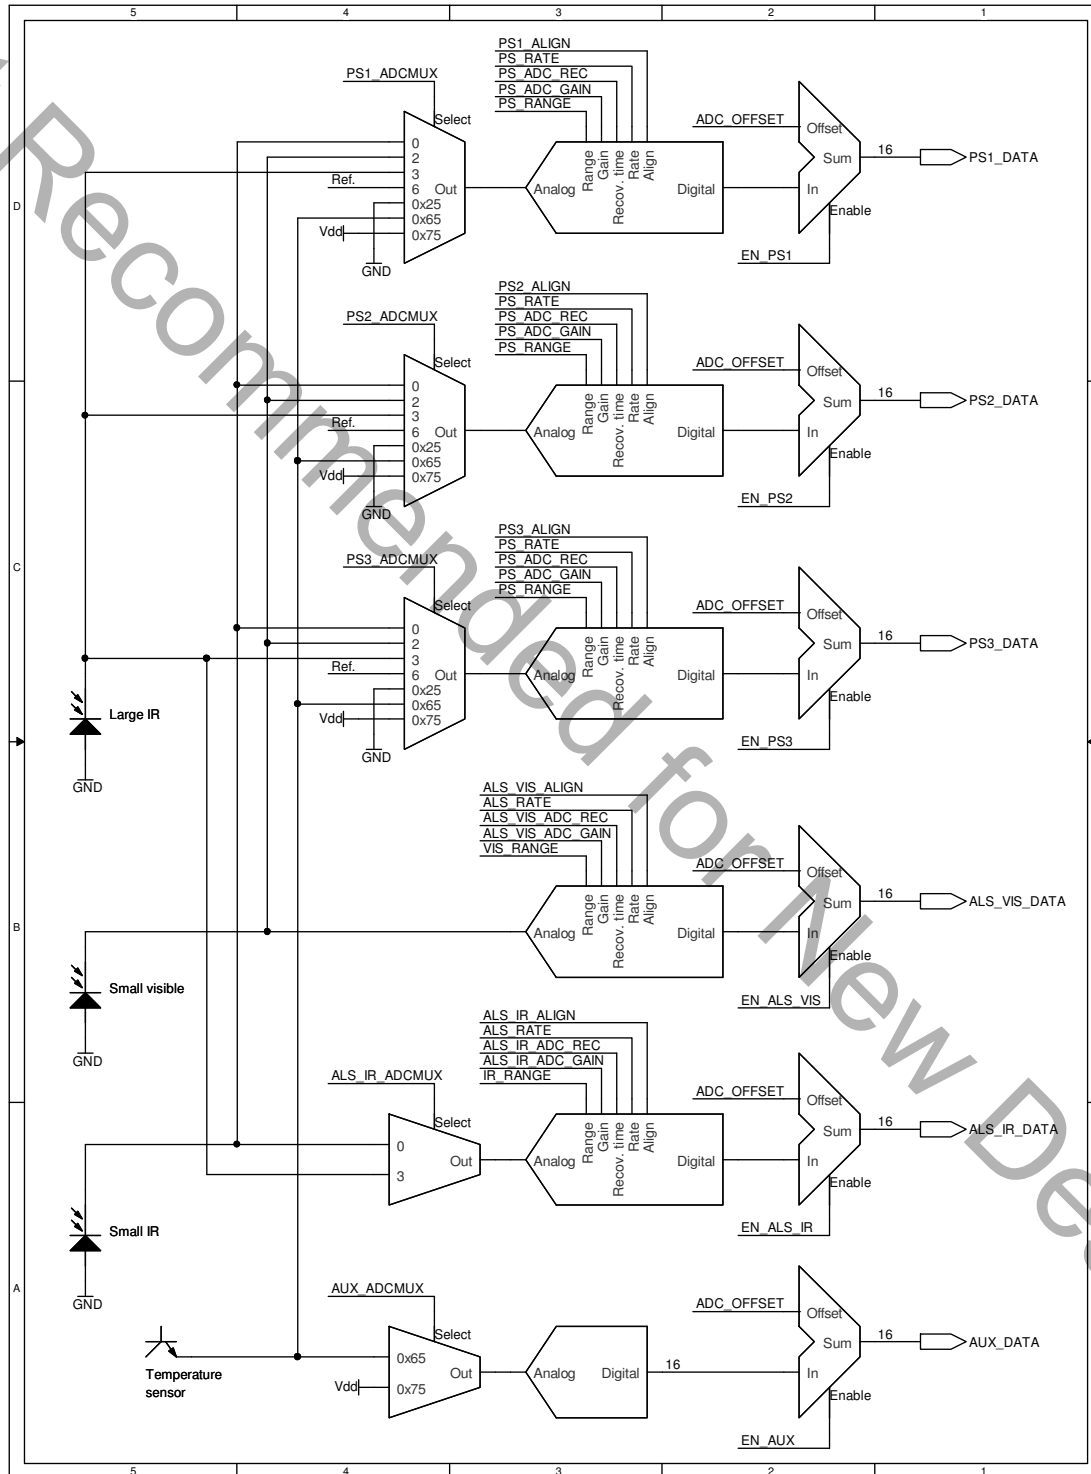 5 4 3 2 1
PS1_ALIGN
PS_RATE
PS_ADC_REC
PS_ADC_GAIN
PS_RANGE
PS1_ADCMUX
Select
0
2
3
6
0x25
0x65
0x75
Out
Ref.
Vdd
GND
Analog
Range
Gain
Recov. time
Rate
Align
Digital
ADC_OFFSET
Offset
Sum
In
Enable
EN_PS1
16
PS1_DATA
D
PS2_ALIGN
PS_RATE
PS_ADC_REC
PS_ADC_GAIN
PS_RANGE
PS2_ADCMUX
Select
0
2
3
6
0x25
0x65
0x75
Out
Ref.
Vdd
GND
Analog
Range
Gain
Recov. time
Rate
Align
Digital
ADC_OFFSET
Offset
Sum
In
Enable
EN_PS2
16
PS2_DATA
PS3_ALIGN
PS_RATE
PS_ADC_REC
PS_ADC_GAIN
PS_RANGE
PS3_ADCMUX
C
Select
0
2
3
6
0x25
0x65
0x75
Out
Ref.
Vdd
GND
Analog
Range
Gain
Recov. time
Rate
Align
Digital
ADC_OFFSET
Offset
Sum
In
Enable
EN_PS3
16
PS3_DATA
Large IR
GND
ALS_VIS_ALIGN
ALS_RATE
ALS_VIS_ADC_REC
ALS_VIS_ADC_GAIN
VIS_RANGE
Analog
Range
Gain
Recov. time
Rate
Align
Digital
ADC_OFFSET
Offset
Sum
In
Enable
EN_ALS_VIS
16
ALS_VIS_DATA
B
Small visible
GND
ALS_IR_ALIGN
ALS_RATE
ALS_IR_ADC_REC
ALS_IR_ADC_GAIN
IR_RANGE
ALS_IR_ADCMUX
Select
0
3
Out
Analog
Range
Gain
Recov. time
Rate
Align
Digital
ADC_OFFSET
Offset
Sum
In
Enable
EN_ALS_IR
16
ALS_IR_DATA
Small IR
GND
A
AUX_ADCMUX
Select
0x65
0x75
Out
Vdd
Temperature
sensor
Analog
Digital
16
ADC_OFFSET
Offset
Sum
In
Enable
EN_AUX
16
AUX_DATA
5 4 3 2 1
Recommended for New De